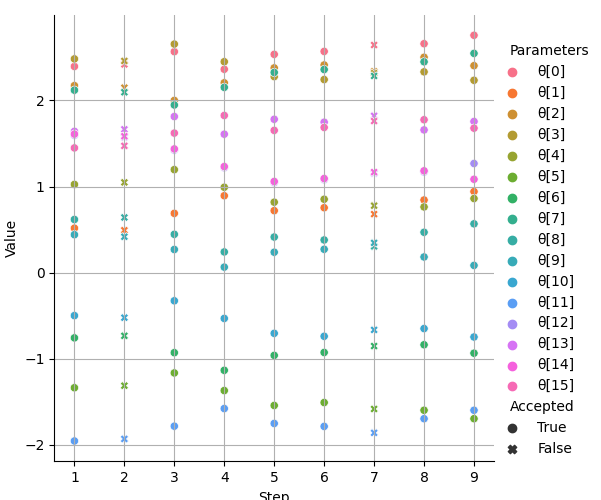 Value
2
1
0
−1
−2
1 2 3 4 5 6 7 8 9
Step
Parameters
θ[0]
θ[1]
θ[2]
θ[3]
θ[4]
θ[5]
θ[6]
θ[7]
θ[8]
θ[9]
θ[10]
θ[11]
θ[12]
θ[13]
θ[14]
θ[15]
Accepted
True
False